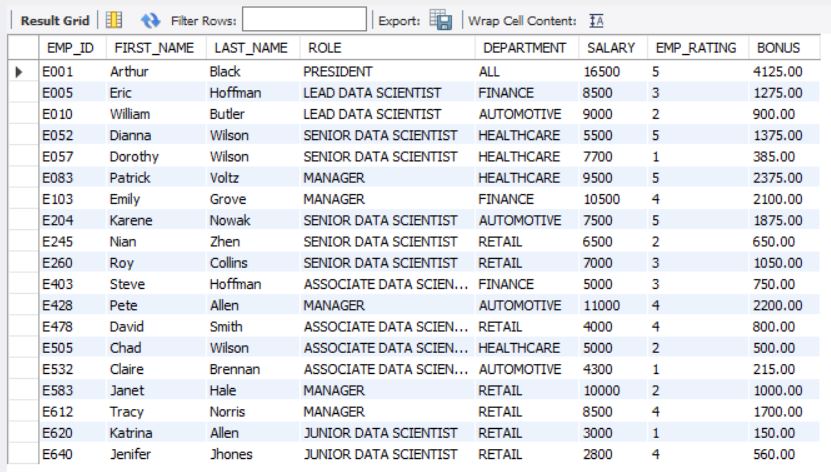 Result Grid Filter Rows: Export: Wrap Cell Content: IA
EMP_ID FIRST_NAME LAST_NAME ROLE DEPARTMENT SALARY EMP_RATING BONUS
E001 Arthur Black PRESIDENT ALL 16500 5 4125.00
E005 Eric Hoffman LEAD DATA SCIENTIST FINANCE 8500 3 1275.00
E010 William Butler LEAD DATA SCIENTIST AUTOMOTIVE 9000 2 900.00
E052 Dianna Wilson SENIOR DATA SCIENTIST HEALTHCARE 5500 5 1375.00
E057 Dorothy Wilson SENIOR DATA SCIENTIST HEALTHCARE 7700 1 385.00
E083 Patrick Voltz MANAGER HEALTHCARE 9500 5 2375.00
E103 Emily Grove MANAGER FINANCE 10500 4 2100.00
E204 Karene Nowak SENIOR DATA SCIENTIST AUTOMOTIVE 7500 5 1875.00
E245 Nian Zhen SENIOR DATA SCIENTIST RETAIL 6500 2 650.00
E260 Roy Collins SENIOR DATA SCIENTIST RETAIL 7000 3 1050.00
E403 Steve Hoffman ASSOCIATE DATA SCIEN... FINANCE 5000 3 750.00
E428 Pete Allen MANAGER AUTOMOTIVE 11000 4 2200.00
E478 David Smith ASSOCIATE DATA SCIEN... RETAIL 4000 4 800.00
E505 Chad Wilson ASSOCIATE DATA SCIEN... HEALTHCARE 5000 2 500.00
E532 Claire Brennan ASSOCIATE DATA SCIEN... AUTOMOTIVE 4300 1 215.00
E583 Janet Hale MANAGER RETAIL 10000 2 1000.00
E612 Tracy Norris MANAGER RETAIL 8500 4 1700.00
E620 Katrina Allen JUNIOR DATA SCIENTIST RETAIL 3000 1 150.00
E640 Jenifer Jhones JUNIOR DATA SCIENTIST RETAIL 2800 4 560.00